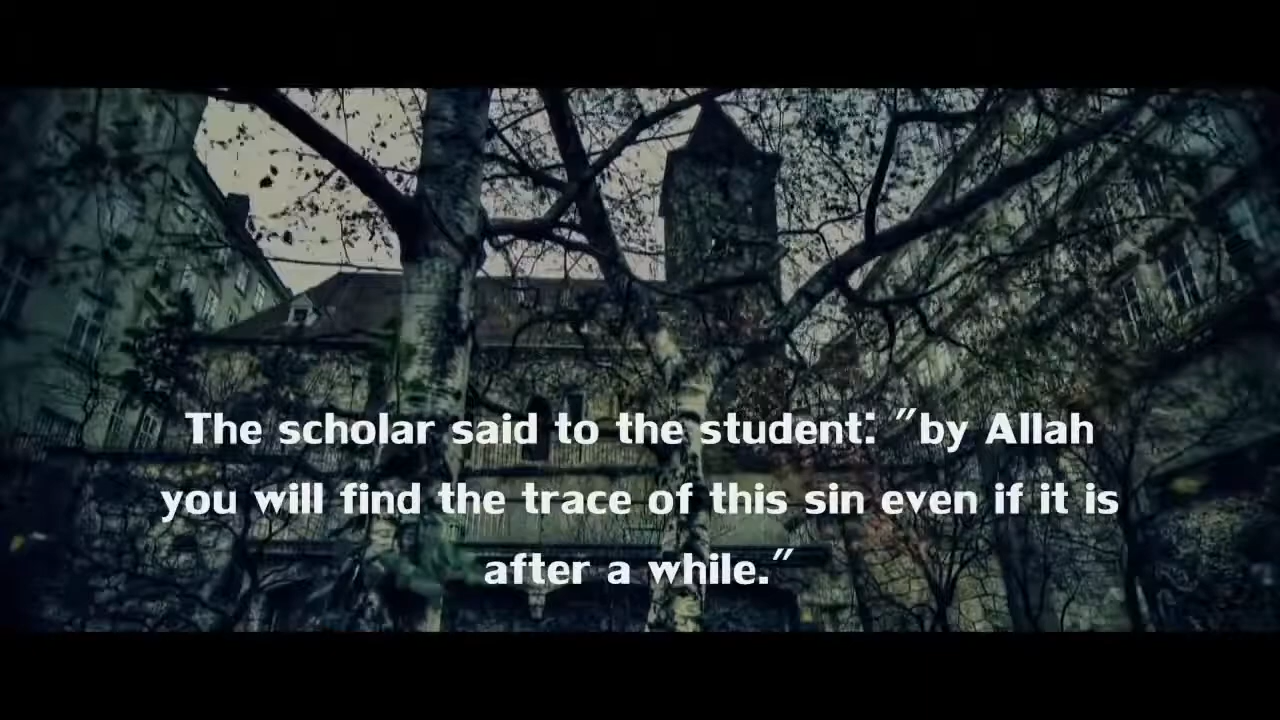 The scholar said to the student: "by Allah
you will find the trace of this sin even if it is
after a while."